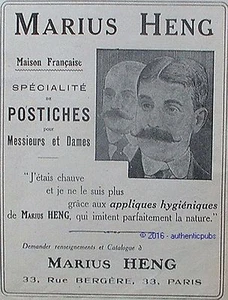 MARIUS HENG
Maison Française
SPÉCIALITÉ
DE
POSTICHES
pour
Messieurs et Dames
"J'étais chauve
et je ne le suis plus
grâce aux appliques hygiéniques
de MARIUS HENG, qui imitent parfaitement la nature."
© 2016 - authenticpubs
Demander renseignements et Catalogue à
MARIUS HENG
33, RUE BERGÈRE, 33, PARIS